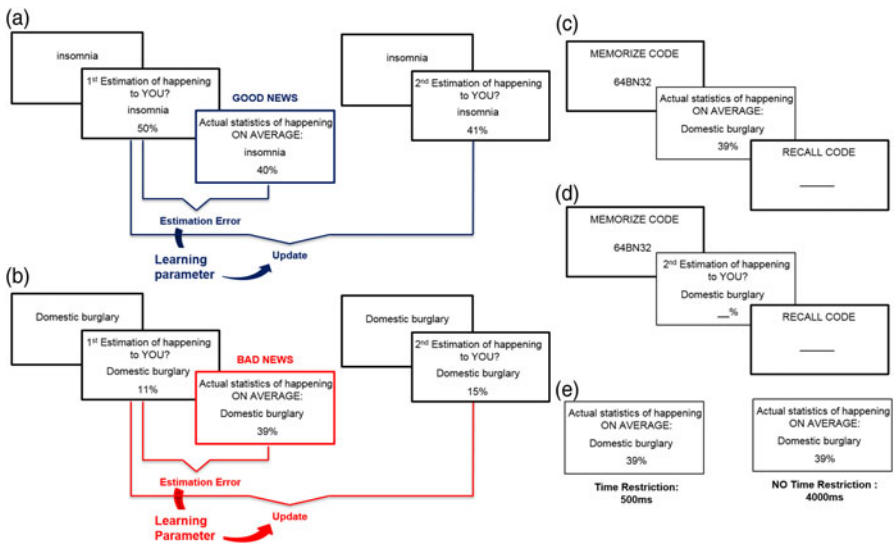 (a)
insomnia
1st Estimation of happening
to YOU?
insomnia
50%
GOOD NEWS
Actual statistics of happening
ON AVERAGE:
insomnia
40%
insomnia
2nd Estimation of happening
to YOU?
insomnia
41%
Estimation Error
Learning
parameter
Update
(b)
Domestic burglary
1st Estimation of happening
to YOU?
Domestic burglary
11%
BAD NEWS
Actual statistics of happening
ON AVERAGE:
Domestic burglary
39%
Domestic burglary
2nd Estimation of happening
to YOU?
Domestic burglary
15%
Estimation Error
Learning
Parameter
Update
(c)
MEMORIZE CODE
64BN32
Actual statistics of happening
ON AVERAGE:
Domestic burglary
39%
RECALL CODE
_____
(d)
MEMORIZE CODE
64BN32
2nd Estimation of happening
to YOU?
Domestic burglary
__%
RECALL CODE
_____
(e)
Actual statistics of happening
ON AVERAGE:
Domestic burglary
39%
Time Restriction:
500ms
Actual statistics of happening
ON AVERAGE:
Domestic burglary
39%
NO Time Restriction :
4000ms